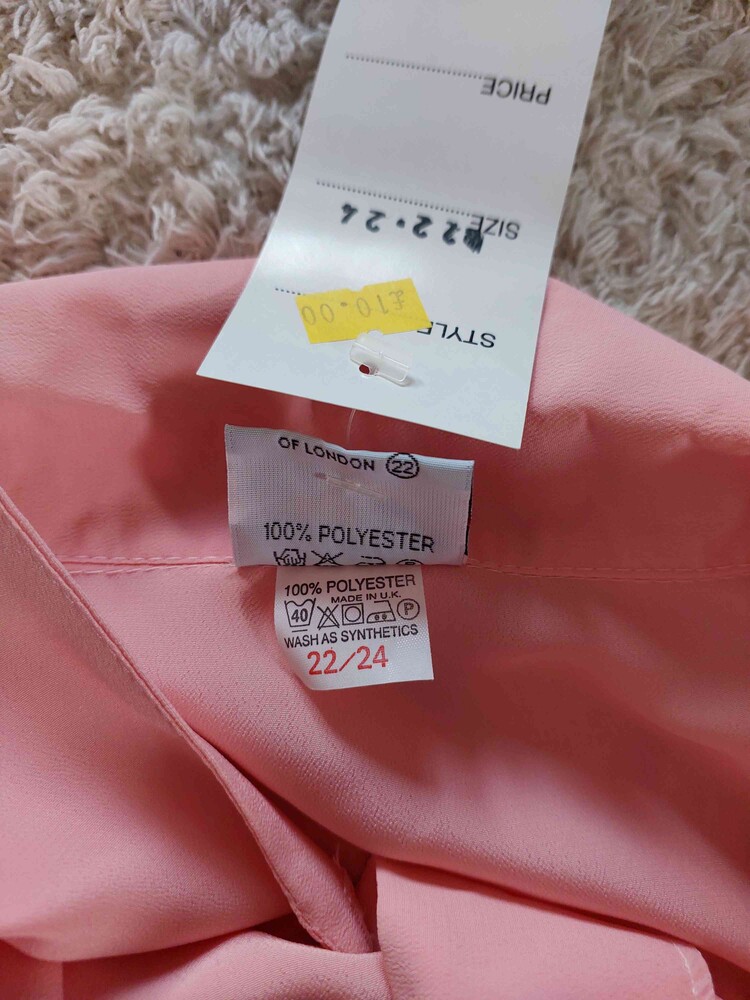 PRICE
SIZE 22.24
STYLE
£10.00
OF LONDON 22
100% POLYESTER
100% POLYESTER
MADE IN U.K.
40 P
WASH AS SYNTHETICS
22/24